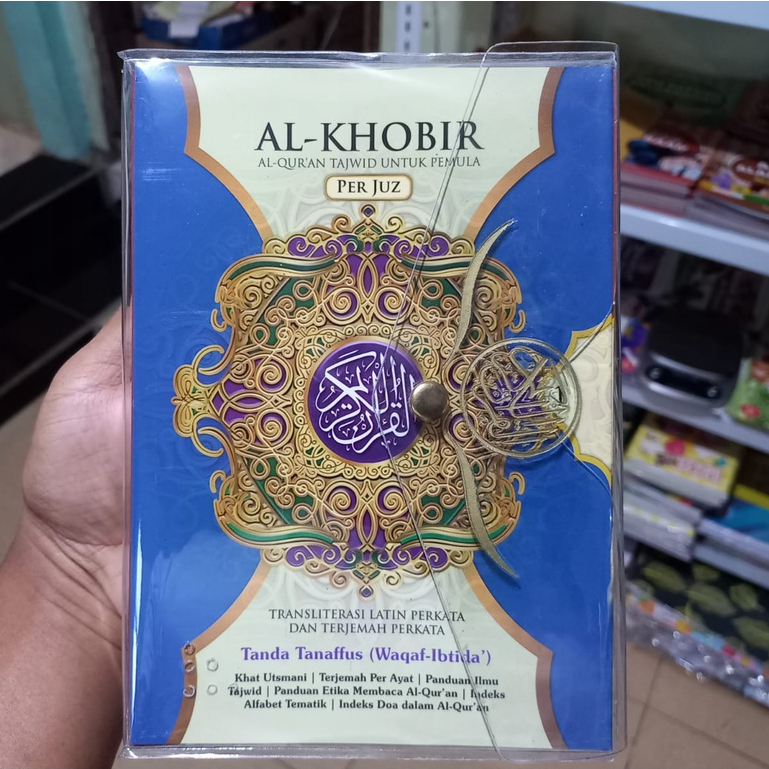 AL-KHOBIR
AL-QUR'AN TAJWID UNTUK PEMULA
PER JUZ
القرآن الكريم
TRANSLITERASI LATIN PERKATA
DAN TERJEMAH PERKATA
Tanda Tanaffus (Waqaf-Ibtida')
Khat Utsmani | Terjemah Per Ayat | Panduan Ilmu
Tajwid | Panduan Etika Membaca Al-Qur'an | Indeks
Alfabet Tematik | Indeks Doa dalam Al-Qur'an